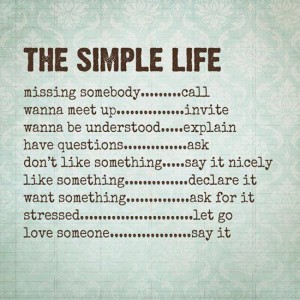 THE SIMPLE LIFE
missing somebody.........call
wanna meet up...............invite
wanna be understood.....explain
have questions..............ask
don't like something.....say it nicely
like something............declare it
want something.............ask for it
stressed.........................let go
love someone...................say it